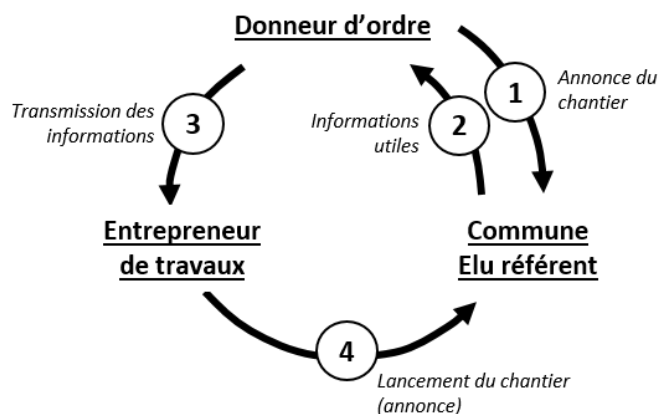 Donneur d'ordre
1
Annonce du
chantier
2
Informations
utiles
3
Transmission des
informations
Entrepreneur
de travaux
Commune
Elu référent
4
Lancement du chantier
(annonce)